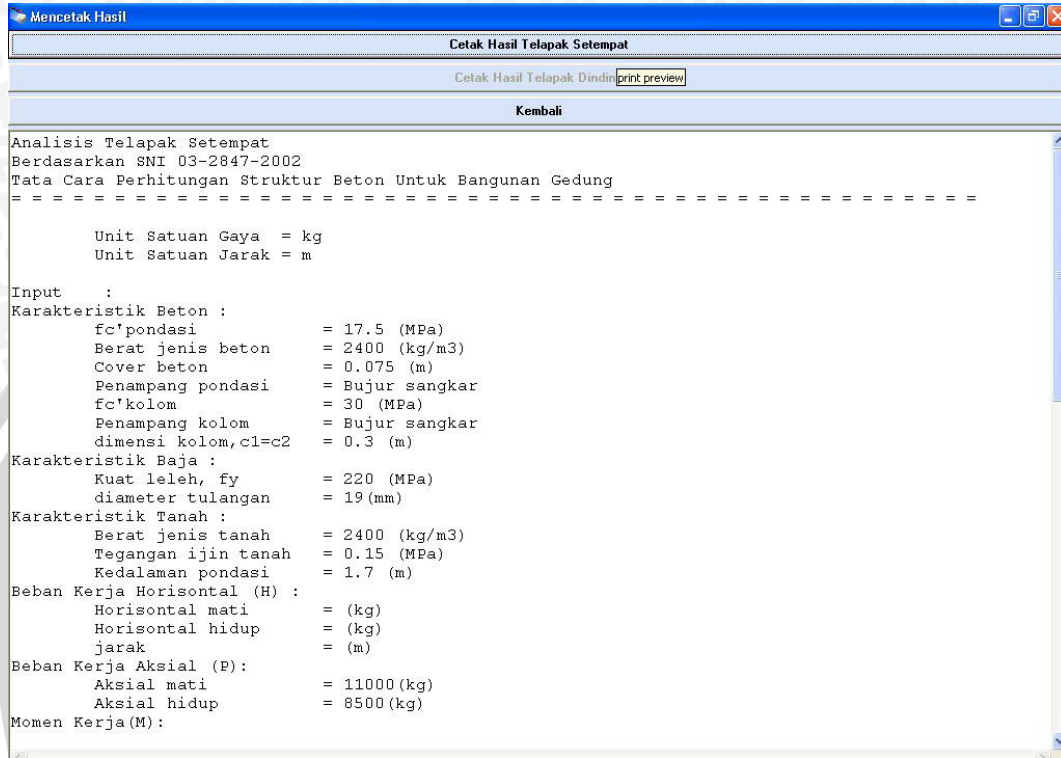 Mencetak Hasil
Cetak Hasil Telapak Setempat
Cetak Hasil Telapak Dindin print preview
Kembali
Analisis Telapak Setempat
Berdasarkan SNI 03-2847-2002
Tata Cara Perhitungan Struktur Beton Untuk Bangunan Gedung
= = = = = = = = = = = = = = = = = = = = = = = = = = = = = = = = = = = = = = = = = = = = = = =
Unit Satuan Gaya = kg
Unit Satuan Jarak = m
Input :
Karakteristik Beton :
fc'pondasi = 17.5 (MPa)
Berat jenis beton = 2400 (kg/m3)
Cover beton = 0.075 (m)
Penampang pondasi = Bujur sangkar
fc'kolom = 30 (MPa)
Penampang kolom = Bujur sangkar
dimensi kolom,c1=c2 = 0.3 (m)
Karakteristik Baja :
Kuat leleh, fy = 220 (MPa)
diameter tulangan = 19(mm)
Karakteristik Tanah :
Berat jenis tanah = 2400 (kg/m3)
Tegangan ijin tanah = 0.15 (MPa)
Kedalaman pondasi = 1.7 (m)
Beban Kerja Horisontal (H) :
Horisontal mati = (kg)
Horisontal hidup = (kg)
jarak = (m)
Beban Kerja Aksial (P):
Aksial mati = 11000(kg)
Aksial hidup = 8500(kg)
Momen Kerja(M):